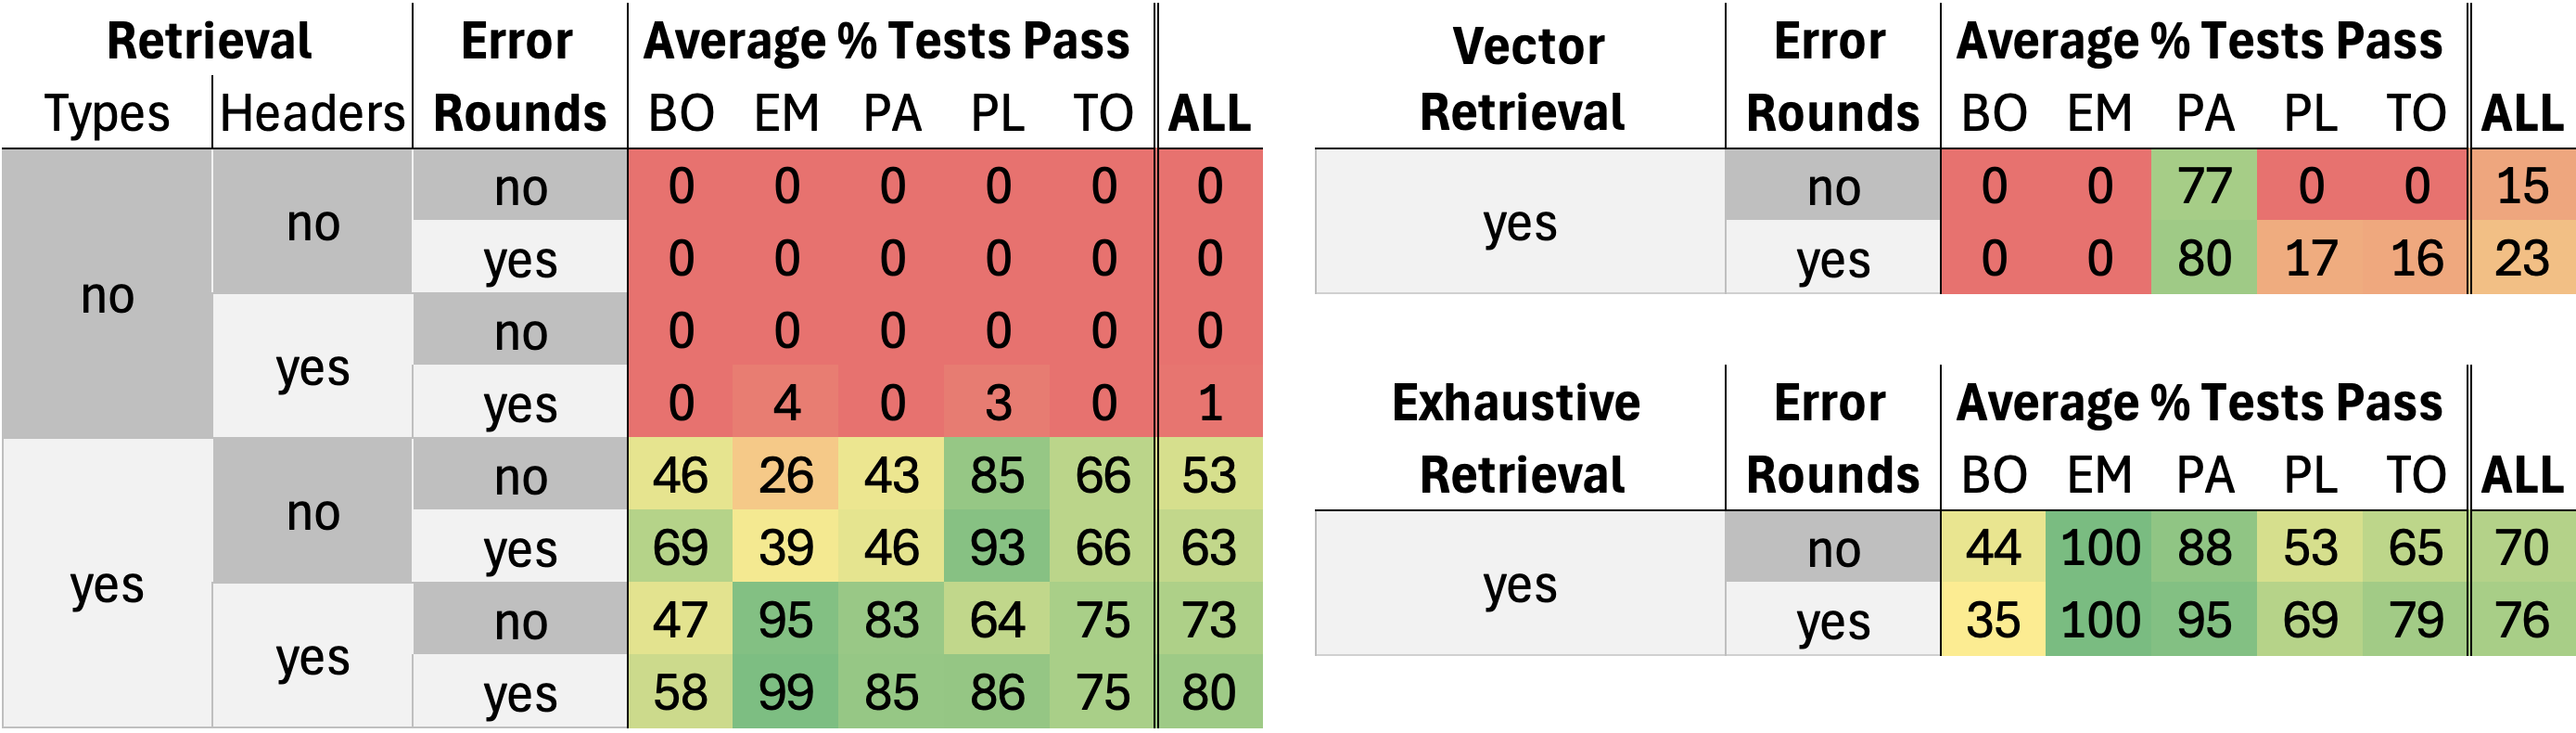 Retrieval Error Average % Tests Pass
Types Headers Rounds BO EM PA PL TO ALL
no no no 0 0 0 0 0 0
yes 0 0 0 0 0 0
yes no 0 0 0 0 0 0
yes 0 4 0 3 0 1
yes no no 46 26 43 85 66 53
yes 69 39 46 93 66 63
yes no 47 95 83 64 75 73
yes 58 99 85 86 75 80
Vector Error Average % Tests Pass
Retrieval Rounds BO EM PA PL TO ALL
yes no 0 0 77 0 0 15
yes 0 0 80 17 16 23
Exhaustive Error Average % Tests Pass
Retrieval Rounds BO EM PA PL TO ALL
yes no 44 100 88 53 65 70
yes 35 100 95 69 79 76